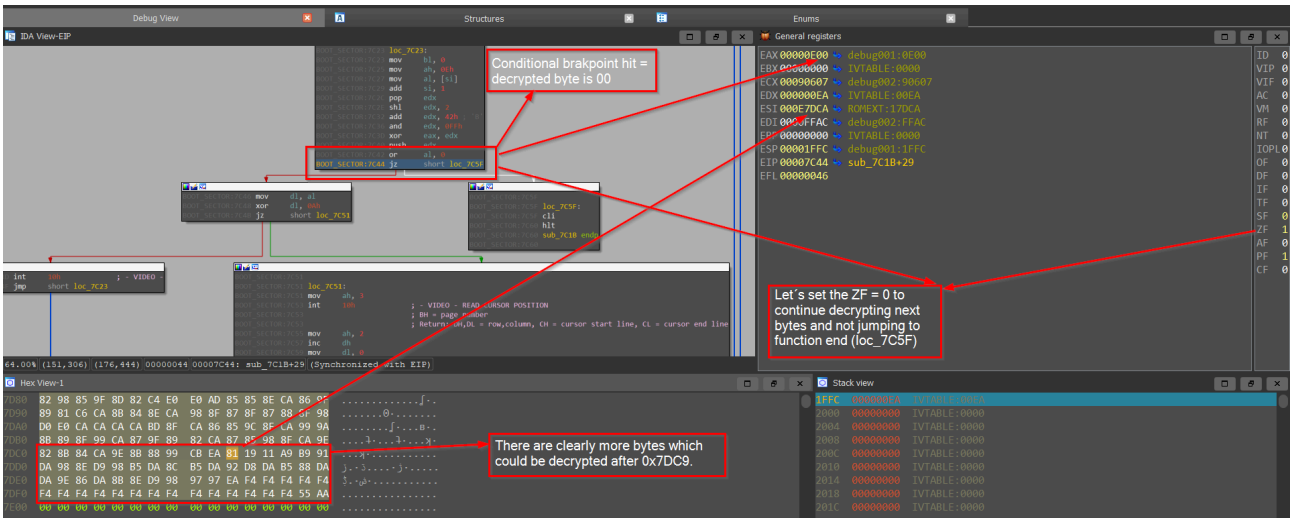 Debug View
Structures
Enums
IDA View-EIP
loc_7C23:
mov bl, 0
mov ah, 0Eh
mov al, [si]
add si, 1
pop edx
shl edx, 2
add edx, 42h
and edx, 0FFh
xor eax, edx
push edx
or al, 0
BOOT_SECTOR:7C44 jz short loc_7C5F
Conditional brakpoint hit =
decrypted byte is 00
mov dl, al
xor dl, 0AAh
jz short loc_7C51
loc_7C5F:
cli
hlt
sub_7C1B endp
int 10h ; - VIDEO -
jmp short loc_7C23
loc_7C51:
mov ah, 3
int 10h ; - VIDEO - READ CURSOR POSITION
; BH = page number
; Return: DH,DL = row,column, CH = cursor start line, CL = cursor end line
mov ah, 2
inc dh
mov dl, 0
64.00% (151,306) (176,444) 00000044 00007C44: sub_7C1B+29 (Synchronized with EIP)
General registers
EAX 00000E00 debug001:0E00
EBX 00000000 IVTABLE:0000
ECX 00090607 debug002:90607
EDX 000000EA IVTABLE:00EA
ESI 000E7DCA ROMEXT:17DCA
EDI 0000FFAC debug002:FFAC
EBP 00000000 IVTABLE:0000
ESP 00001FFC debug001:1FFC
EIP 00007C44 sub_7C1B+29
EFL 00000046
ID 0
VIP 0
VIF 0
AC 0
VM 0
RF 0
NT 0
IOPL 0
OF 0
DF 0
IF 0
TF 0
SF 0
ZF 1
AF 0
PF 1
CF 0
Let´s set the ZF = 0 to
continue decrypting next
bytes and not jumping to
function end (loc_7C5F)
Hex View-1
7D80 82 98 85 9F 8D 82 C4 E0 E0 AD 85 85 8E CA 86 9F
7D90 89 81 C6 CA 8B 84 8E CA 98 8F 87 8F 87 88 8F 98
7DA0 D0 E0 CA CA CA CA BD 8F CA 86 85 9C 8F CA 99 9A
7DB0 8B 89 8F 99 CA 87 9F 89 82 CA 87 85 98 8F CA 9E
7DC0 82 8B 84 CA 9E 8B 88 99 CB EA 81 19 11 A9 B9 91
7DD0 DA 98 8E D9 98 B5 DA 8C B5 DA 92 D8 DA B5 88 DA
7DE0 DA 9E 86 DA 8B 8E D9 98 97 97 EA F4 F4 F4 F4 F4
7DF0 F4 F4 F4 F4 F4 F4 F4 F4 F4 F4 F4 F4 F4 F4 55 AA
7E00 00 00 00 00 00 00 00 00 00 00 00 00 00 00 00 00
There are clearly more bytes which
could be decrypted after 0x7DC9.
Stack view
1FFC 000000EA IVTABLE:00EA
2000 00000000 IVTABLE:0000
2004 00000000 IVTABLE:0000
2008 00000000 IVTABLE:0000
200C 00000000 IVTABLE:0000
2010 00000000 IVTABLE:0000
2014 00000000 IVTABLE:0000
2018 00000000 IVTABLE:0000
201C 00000000 IVTABLE:0000